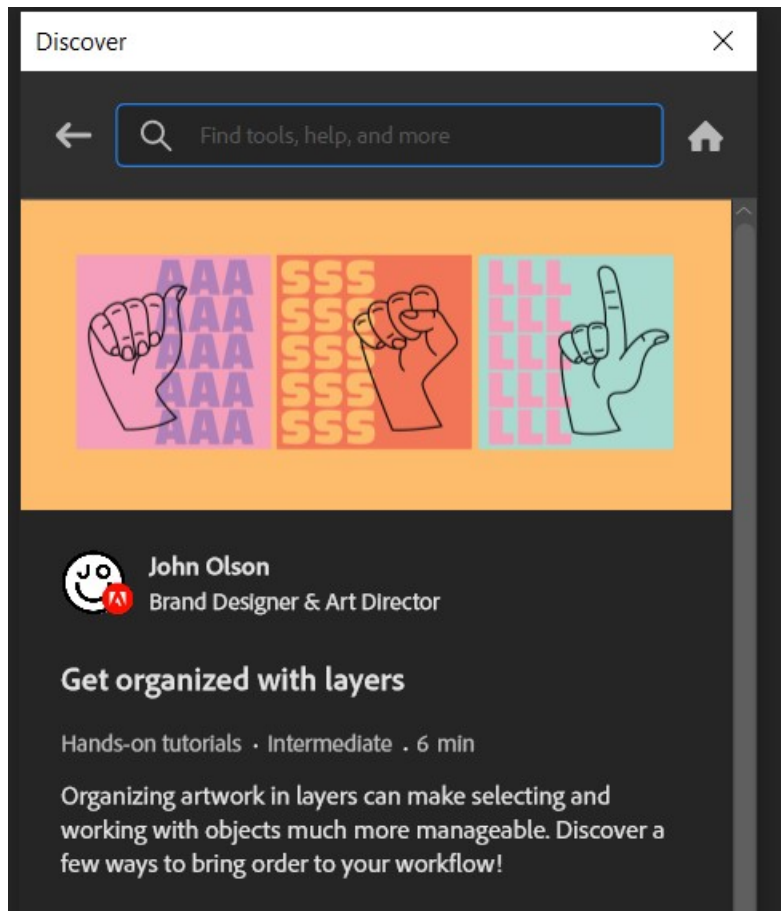 Discover
Find tools, help, and more
AAA SSS LLL
AAA SSS LLL
AAA SSS LLL
AAA SSS LLL
AAA SSS LLL
JO
John Olson
Brand Designer & Art Director
Get organized with layers
Hands-on tutorials · Intermediate . 6 min
Organizing artwork in layers can make selecting and
working with objects much more manageable. Discover a
few ways to bring order to your workflow!